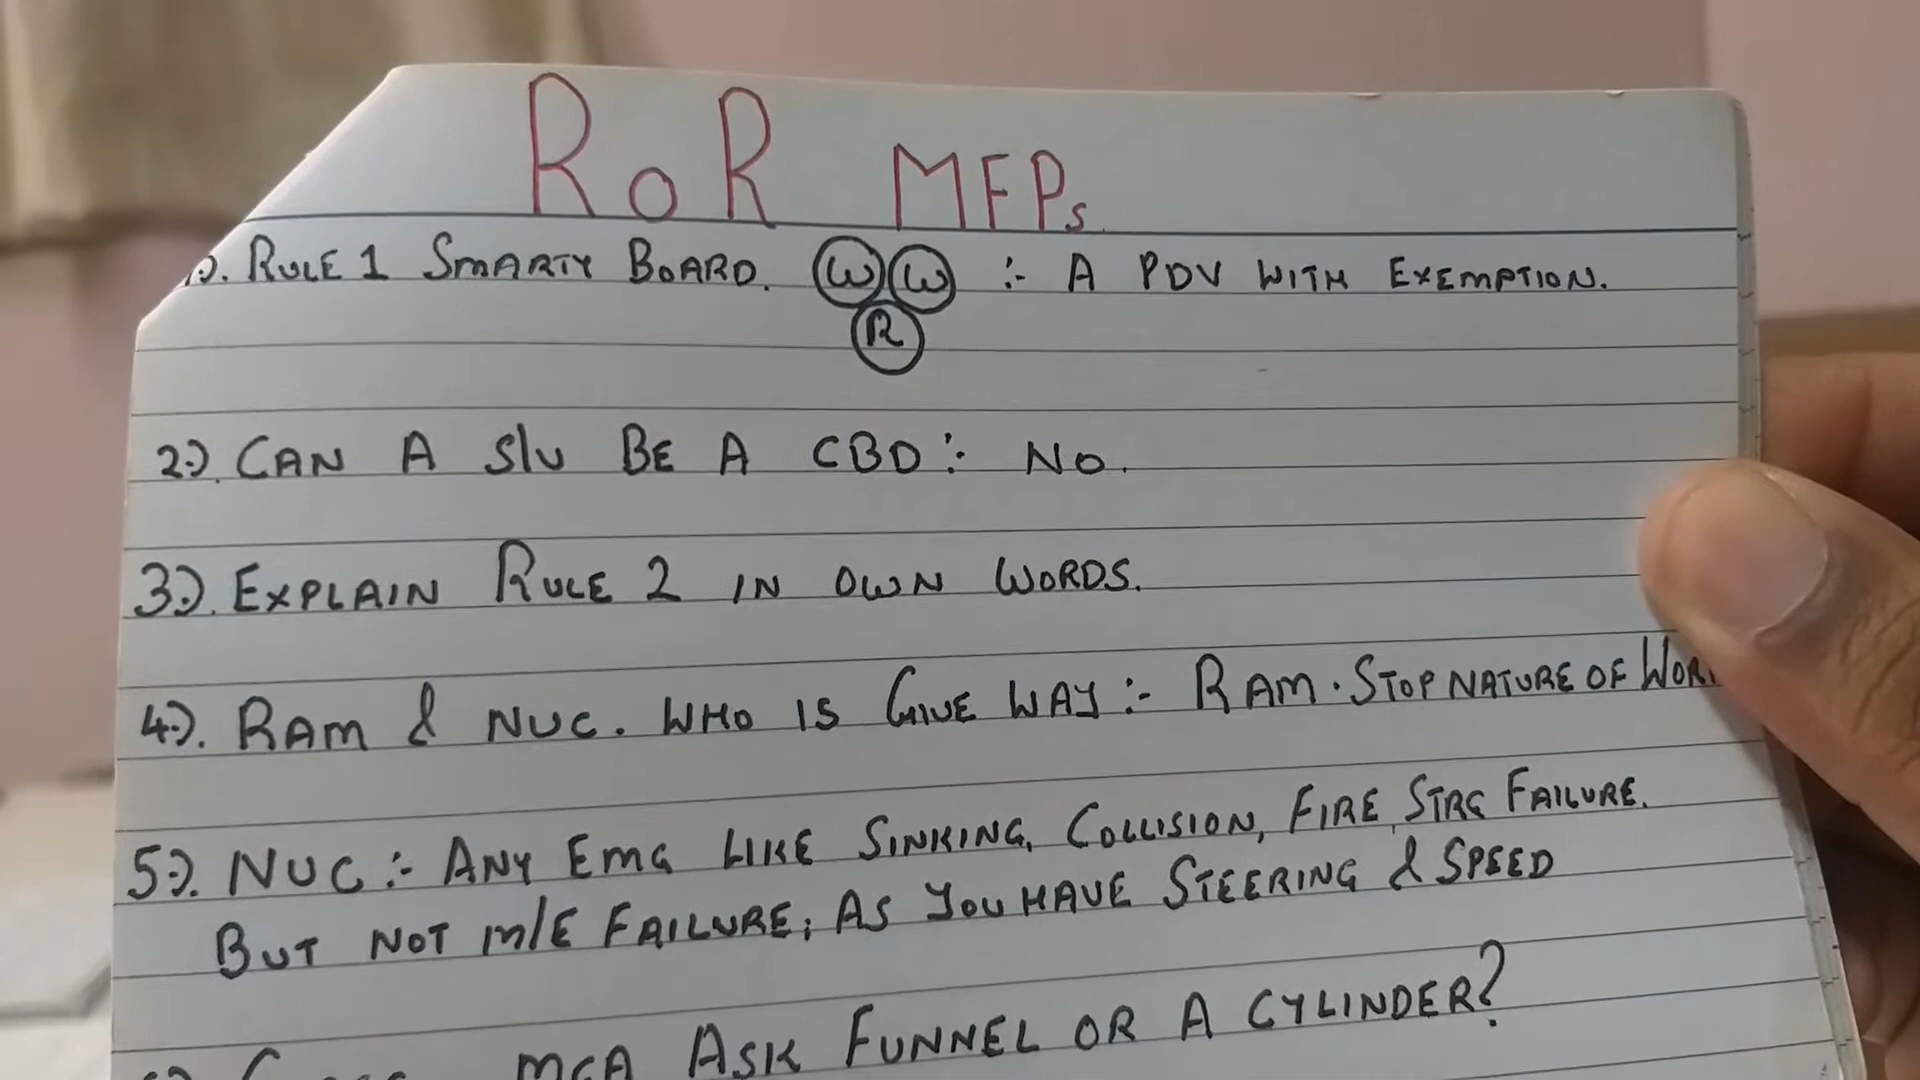 RoR MFPs
1). RULE 1 SMARTY BOARD. W W :- A PDV WITH EXEMPTION.
R
2). CAN A S/V BE A CBD :- NO.
3). EXPLAIN RULE 2 IN OWN WORDS.
4). RAM & NUC. WHO IS GIVE WAY :- RAM. STOP NATURE OF WOR
5). NUC :- ANY EMG LIKE SINKING, COLLISION, FIRE, STRG FAILURE.
BUT NOT M/E FAILURE; AS YOU HAVE STEERING & SPEED
ASK FUNNEL OR A CYLINDER?